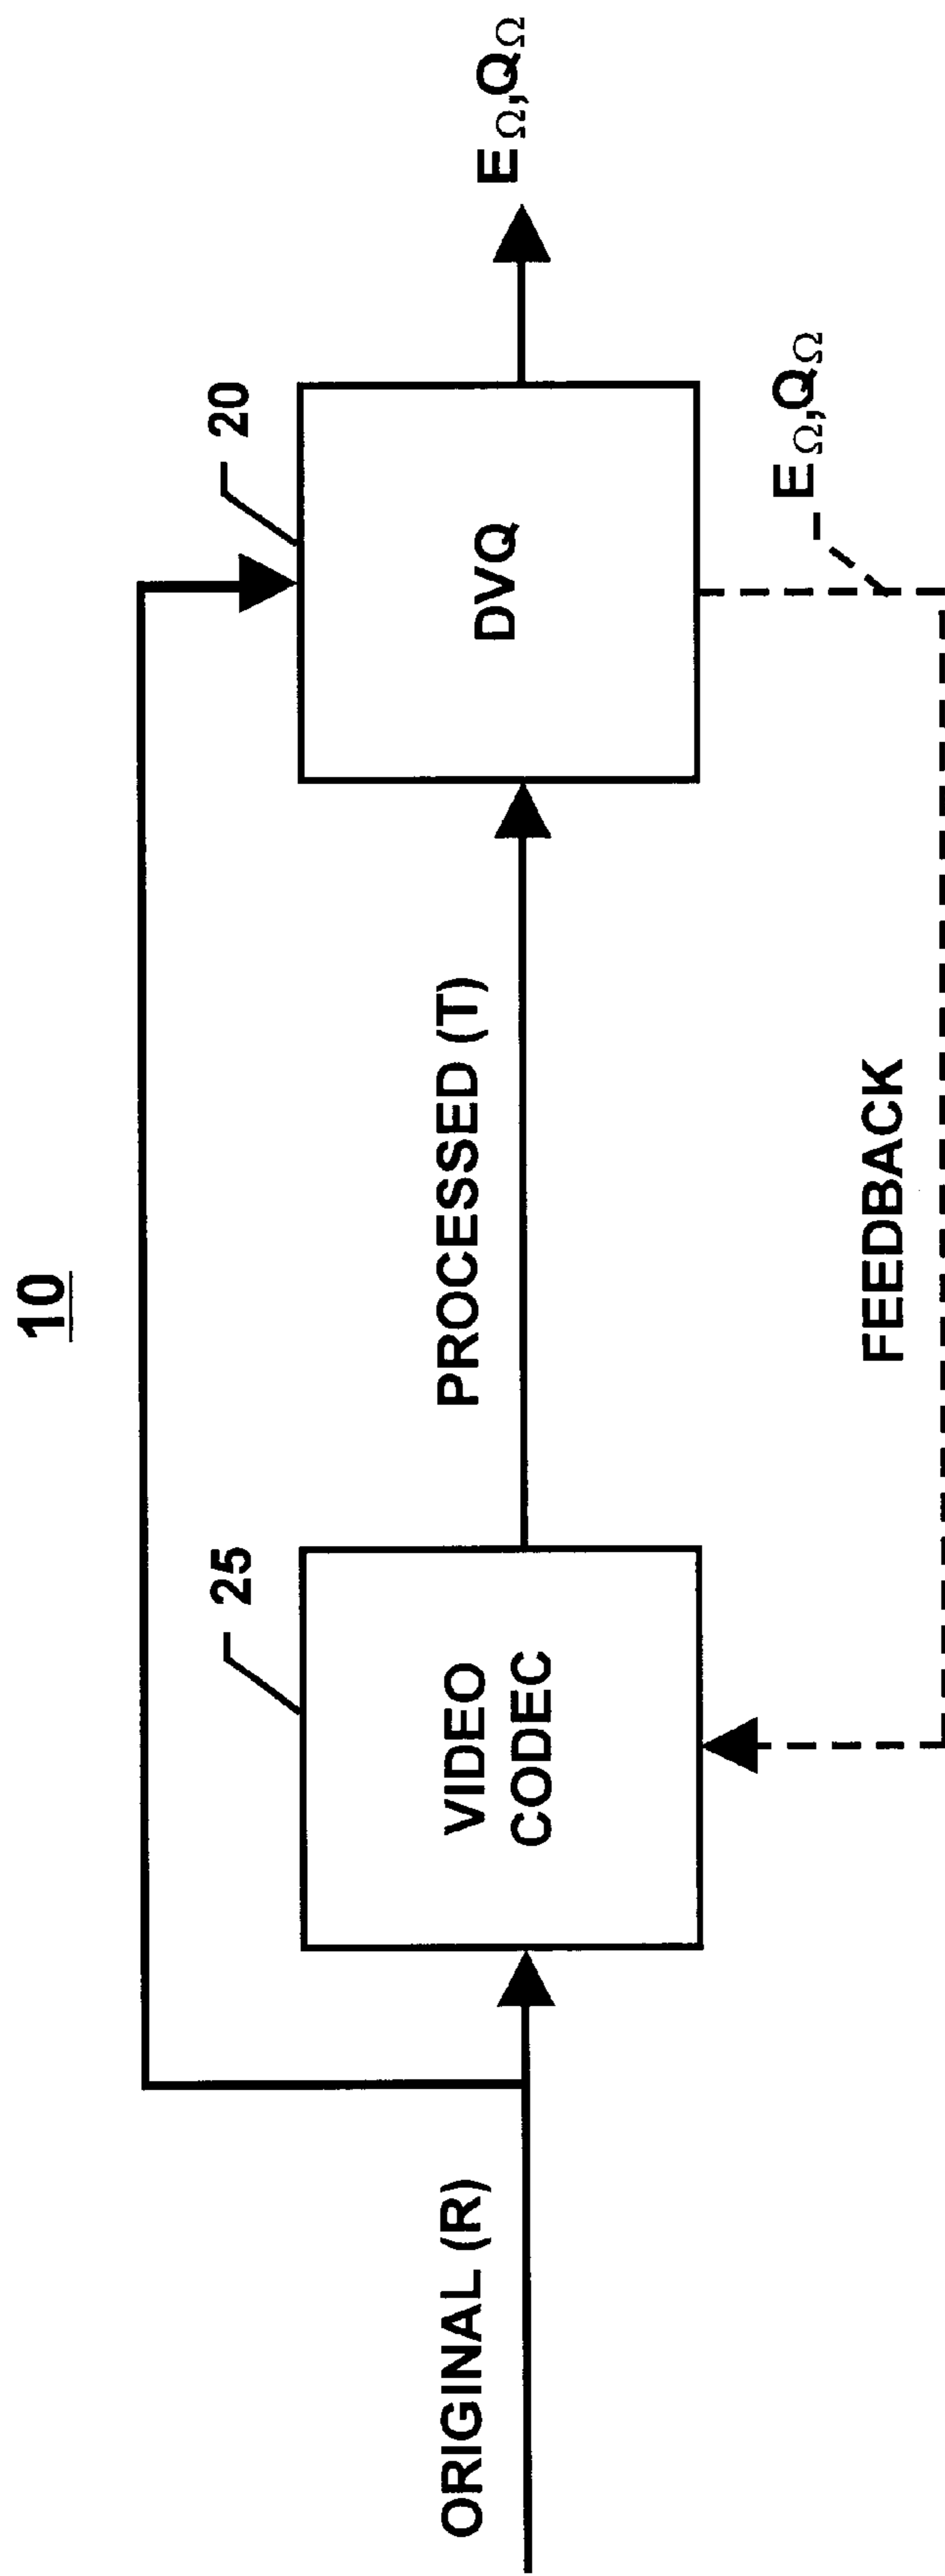 10
ORIGINAL (R)
25
VIDEO
CODEC
PROCESSED (T)
20
DVQ
E_Ω,Q_Ω
E_Ω,Q_Ω
FEEDBACK